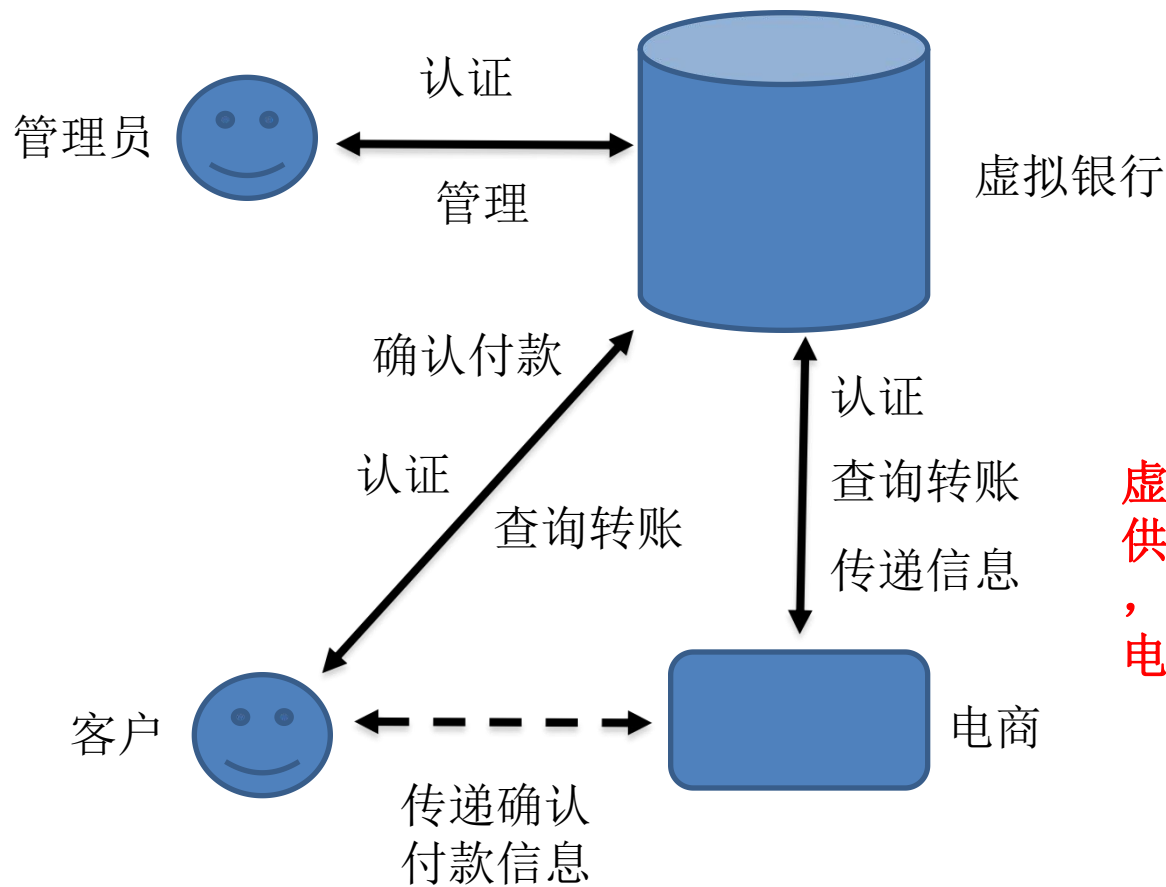 认证
管理员
管理
虚拟银行
确认付款
认证
查询转账
认证
查询转账
传递信息
虚
供
，
电
客户
电商
传递确认
付款信息